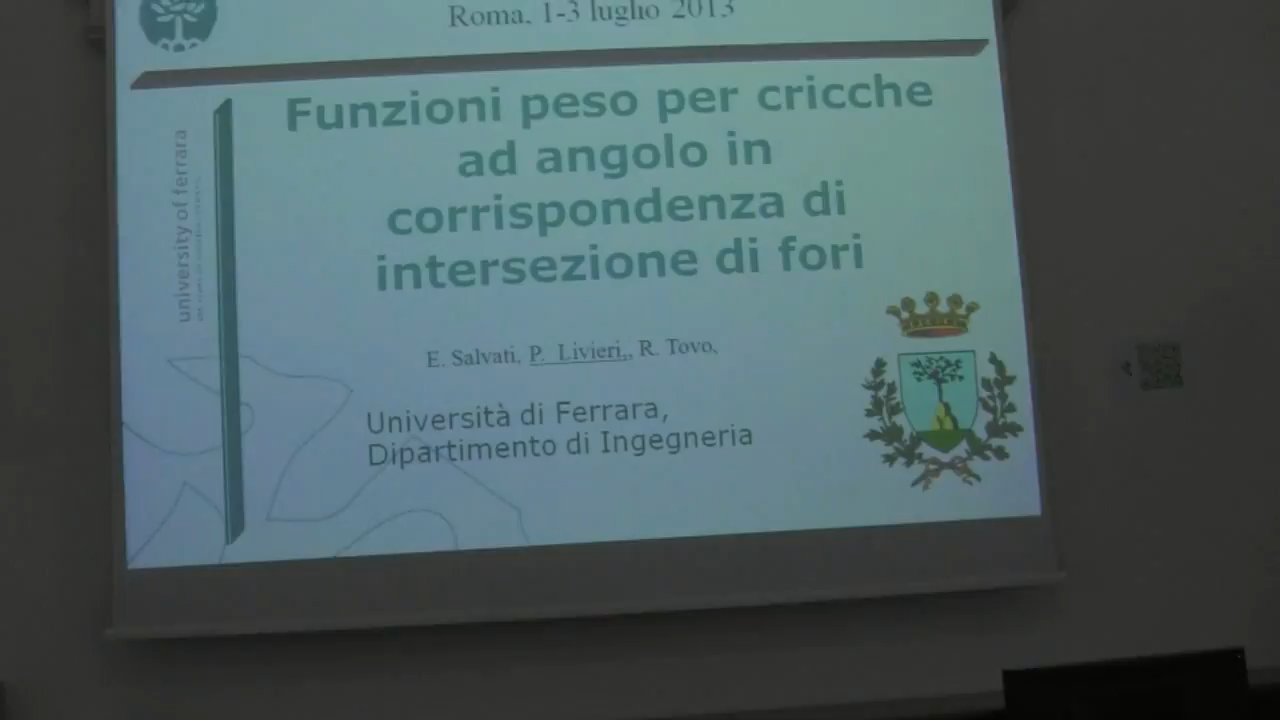 Roma, 1-3 luglio 2013
Funzioni peso per cricche
ad angolo in
corrispondenza di
intersezione di fori
university of ferrara
E. Salvati, P. Livieri,, R. Tovo,
Università di Ferrara,
Dipartimento di Ingegneria